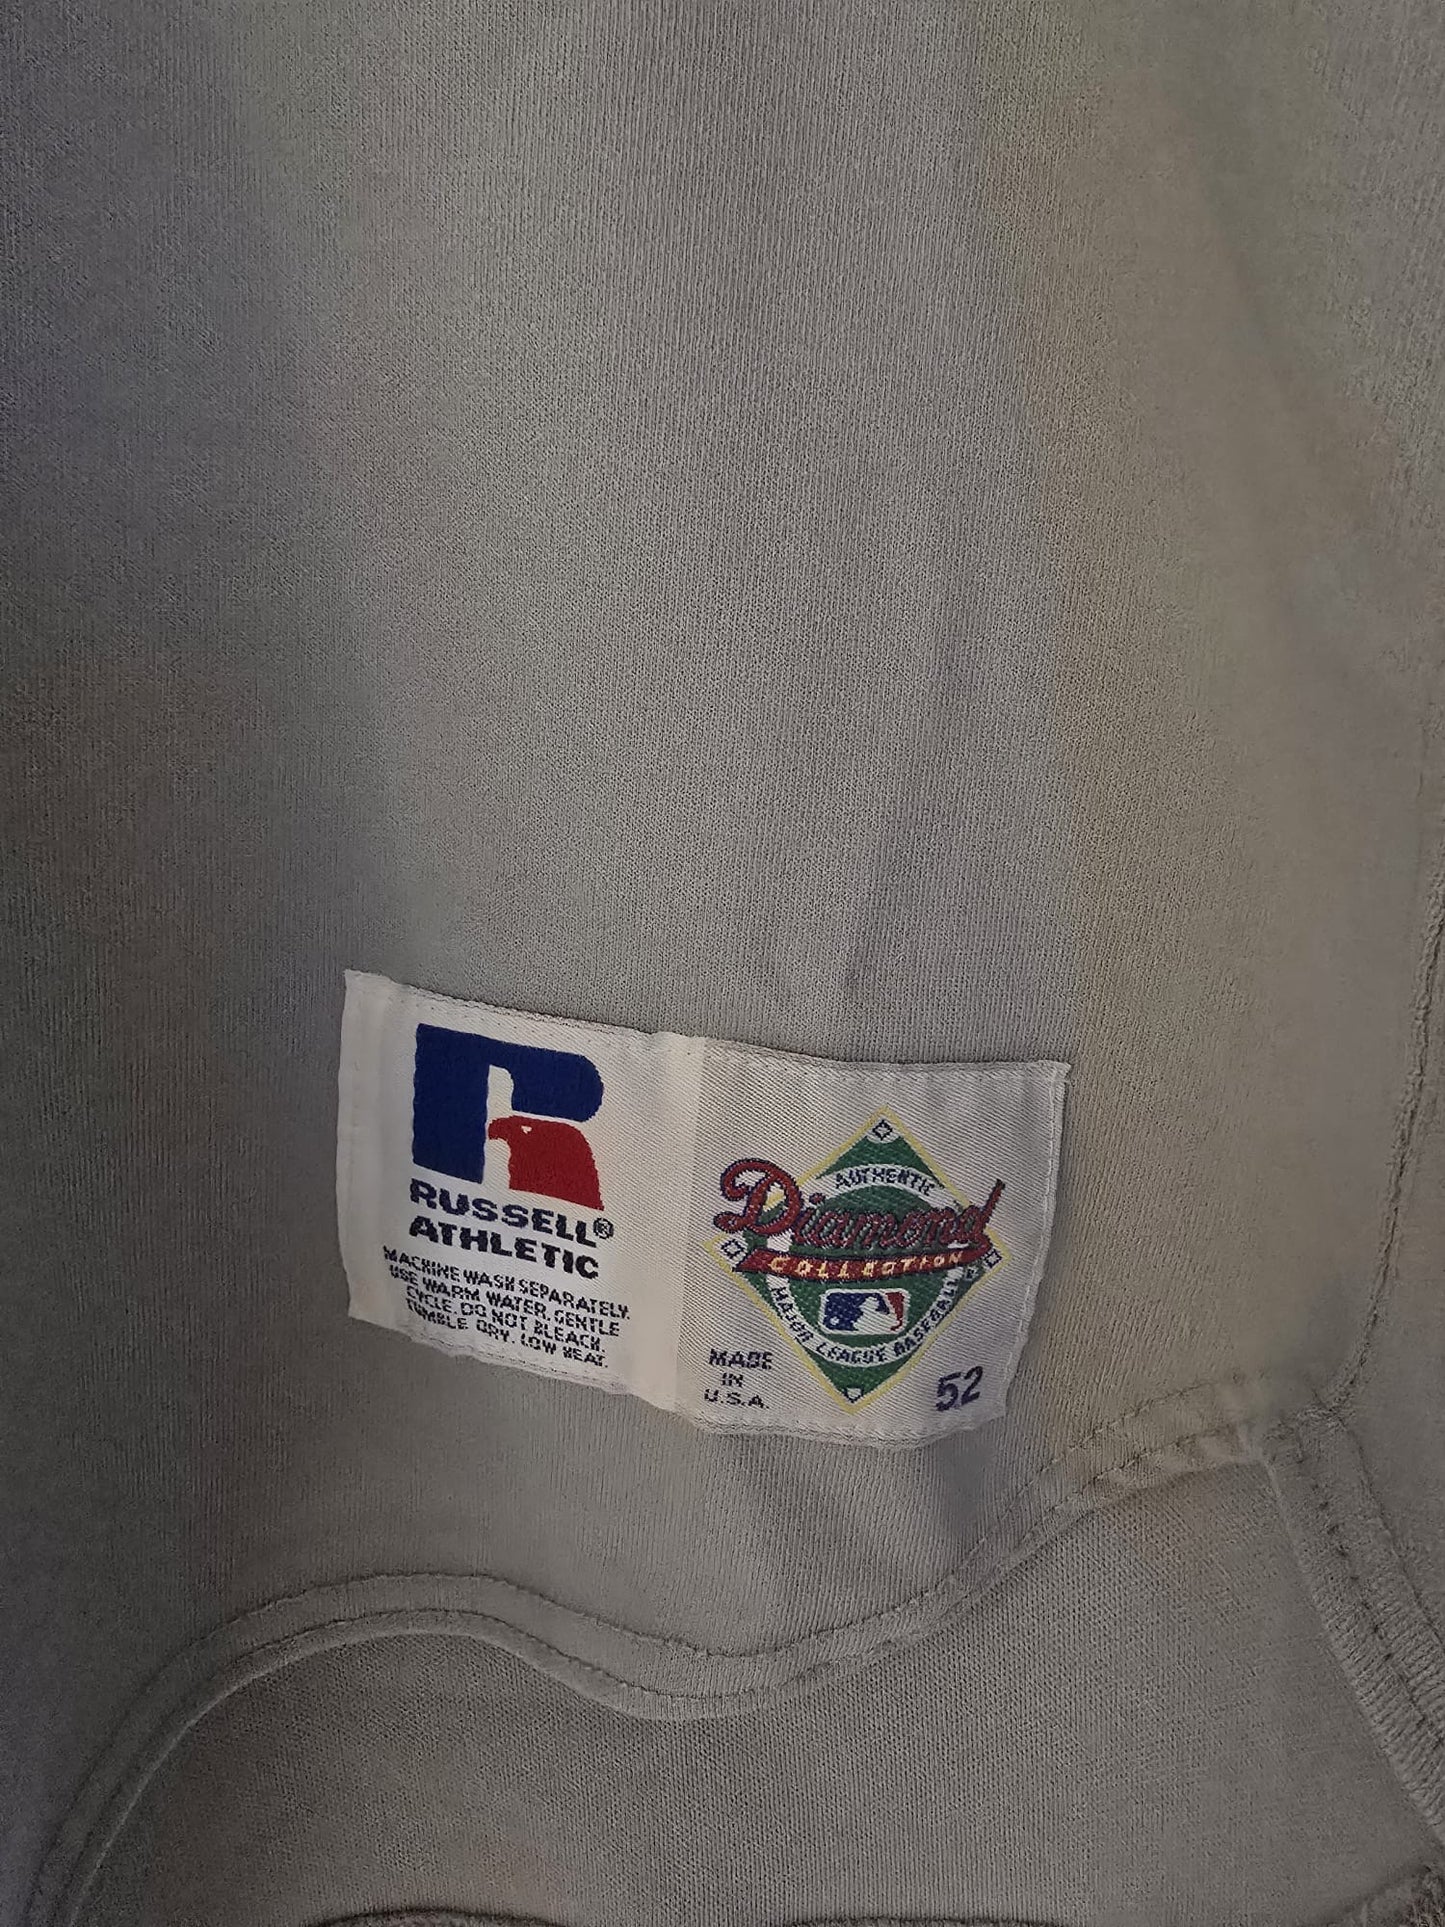 RUSSELL®
ATHLETIC
MACHINE WASH SEPARATELY.
USE WARM WATER. GENTLE
CYCLE. DO NOT BLEACH.
TUMBLE. DRY. LOW HEAT.
AUTHENTIC
Diamond
COLLECTION
MAJOR LEAGUE BASEBALL
MADE
IN
U.S.A.
52